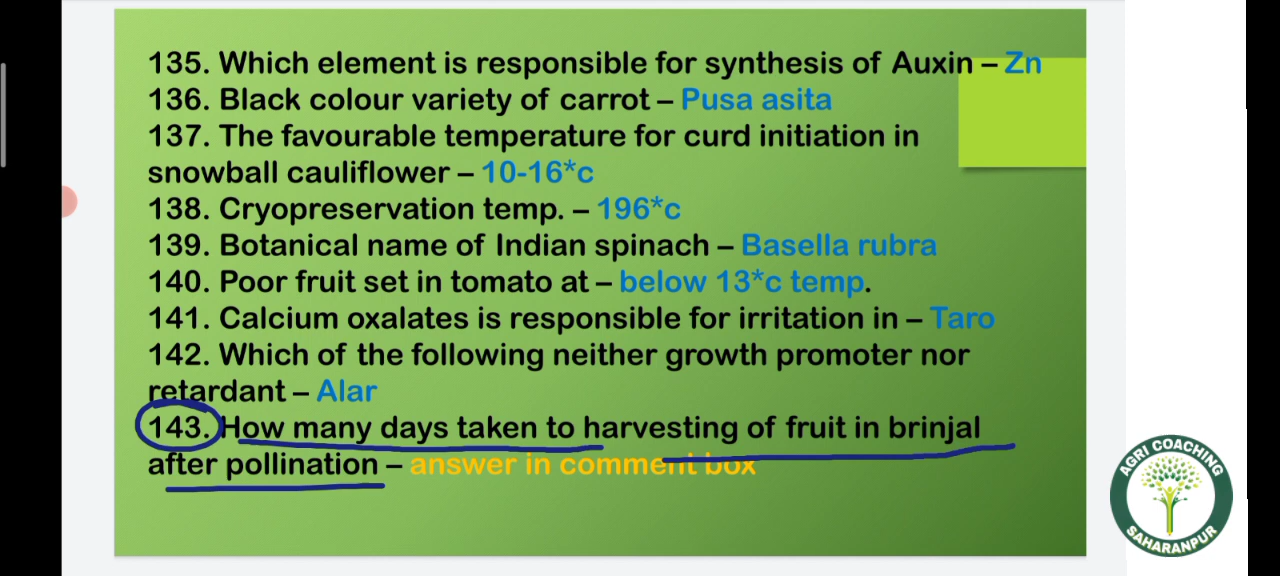 135. Which element is responsible for synthesis of Auxin – Zn
136. Black colour variety of carrot – Pusa asita
137. The favourable temperature for curd initiation in
snowball cauliflower – 10-16*c
138. Cryopreservation temp. – 196*c
139. Botanical name of Indian spinach – Basella rubra
140. Poor fruit set in tomato at – below 13*c temp.
141. Calcium oxalates is responsible for irritation in – Taro
142. Which of the following neither growth promoter nor
retardant – Alar
143. How many days taken to harvesting of fruit in brinjal
after pollination – answer in comment box
AGRI COACHING
SAHARANPUR